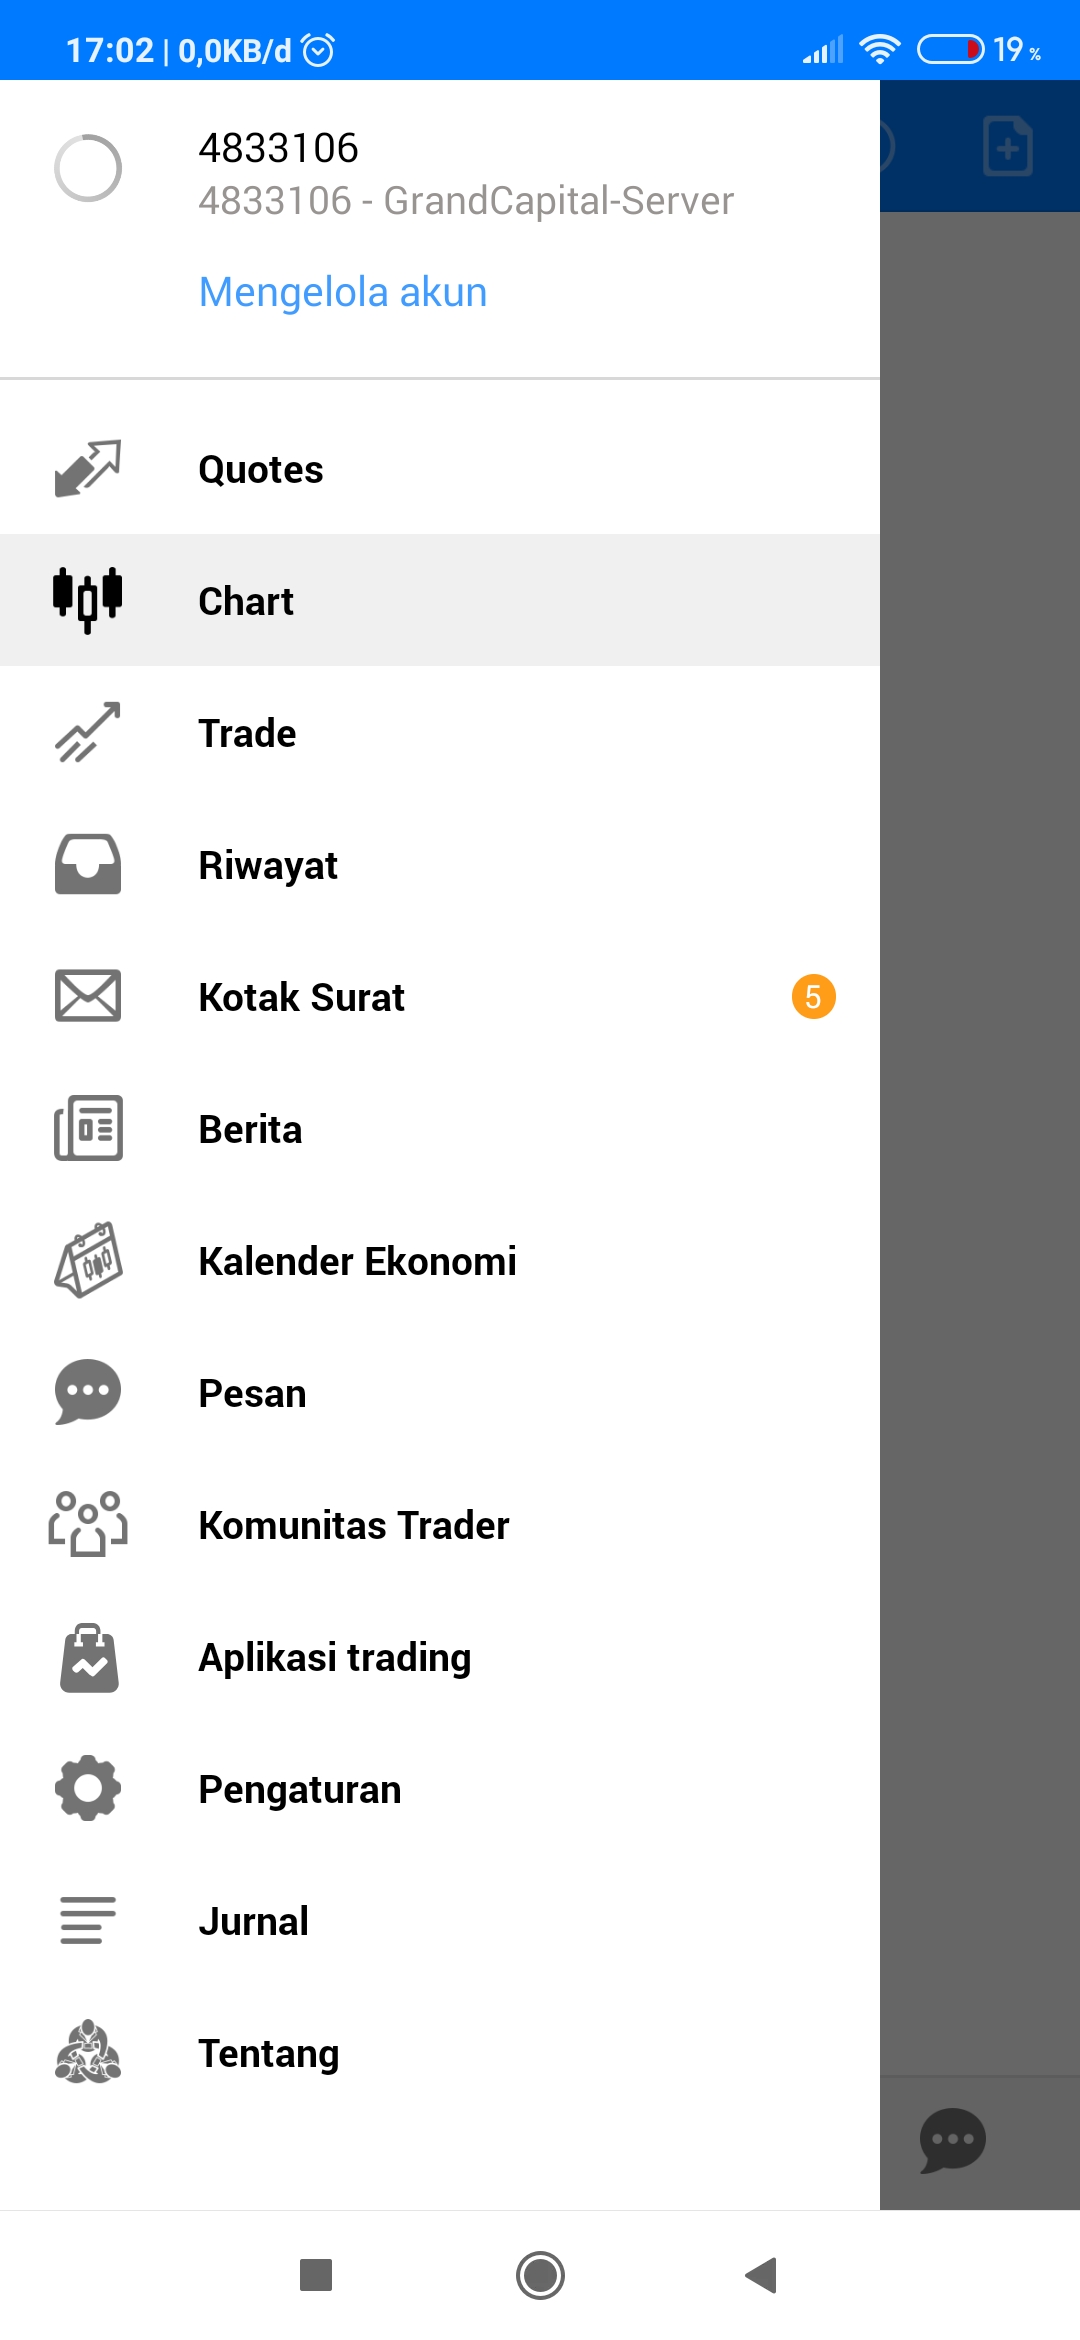 17:02 | 0,0KB/d
19 %
4833106
4833106 - GrandCapital-Server
Mengelola akun
Quotes
Chart
Trade
Riwayat
Kotak Surat
5
Berita
Kalender Ekonomi
Pesan
Komunitas Trader
Aplikasi trading
Pengaturan
Jurnal
Tentang